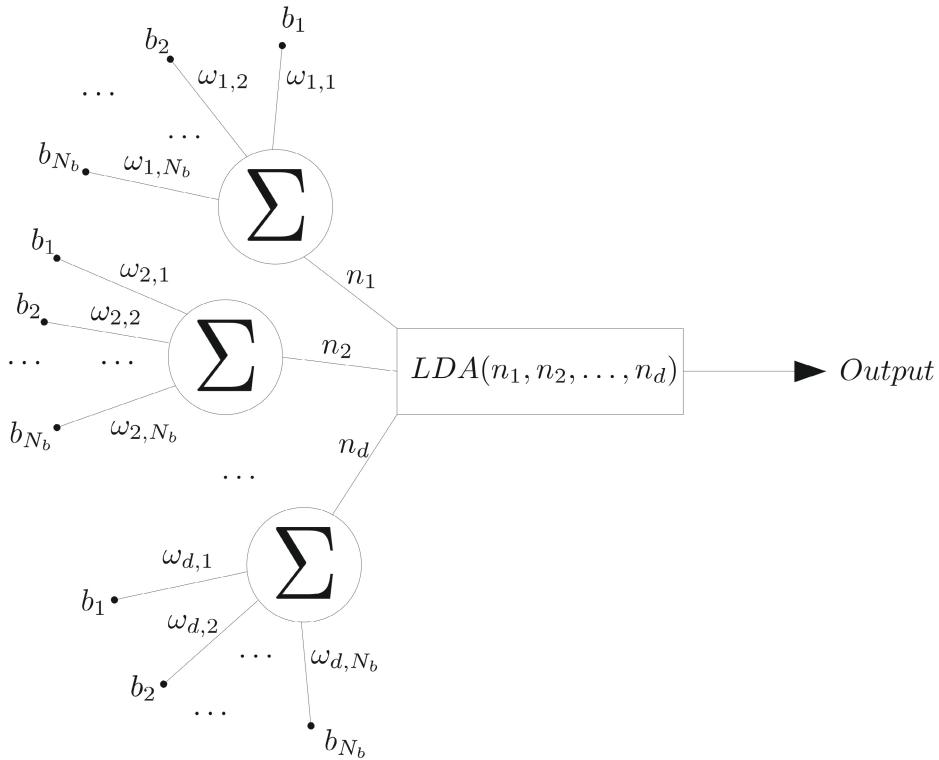 b_1
b_2
ω_{1,2}
ω_{1,1}
...
...
b_{N_b}
ω_{1,N_b}
Σ
b_1
ω_{2,1}
n_1
b_2
ω_{2,2}
Σ
n_2
...
...
LDA(n_1, n_2, ..., n_d)
Output
b_{N_b}
ω_{2,N_b}
n_d
...
Σ
ω_{d,1}
b_1
ω_{d,2}
...
ω_{d,N_b}
b_2
...
b_{N_b}